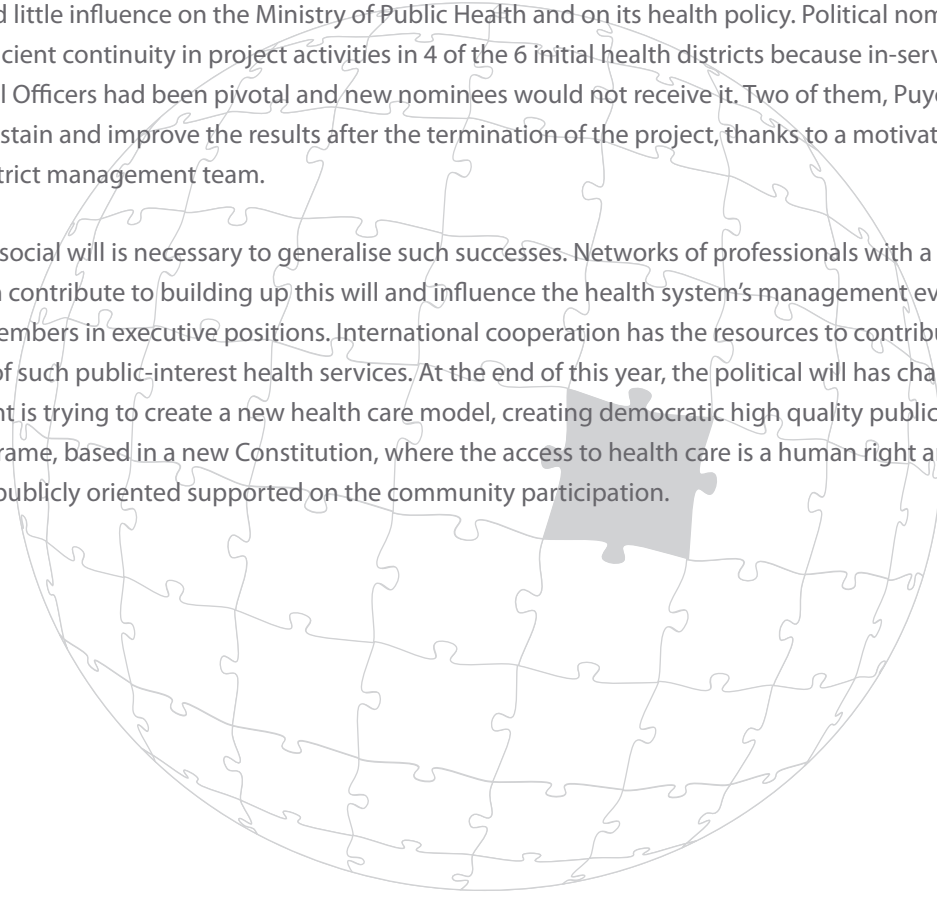 d little influence on the Ministry of Public Health and on its health policy. Political nom
cient continuity in project activities in 4 of the 6 initial health districts because in-serv
l Officers had been pivotal and new nominees would not receive it. Two of them, Puy
stain and improve the results after the termination of the project, thanks to a motivat
trict management team.
social will is necessary to generalise such successes. Networks of professionals with a
contribute to building up this will and influence the health system’s management ev
embers in executive positions. International cooperation has the resources to contribu
of such public-interest health services. At the end of this year, the political will has cha
nt is trying to create a new health care model, creating democratic high quality public
rame, based in a new Constitution, where the access to health care is a human right a
publicly oriented supported on the community participation.